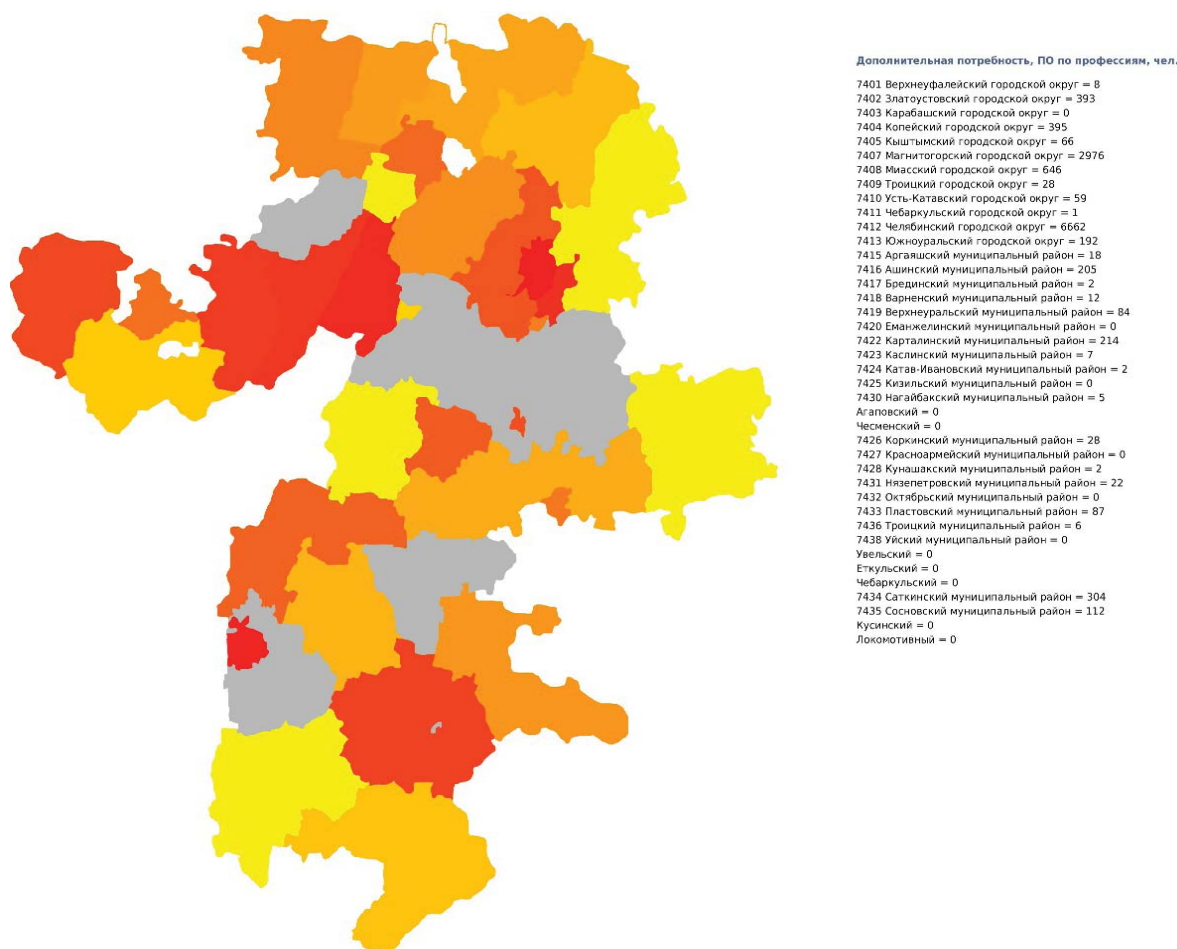 Дополнительная потребность, ПО по профессиям, чел.
7401 Верхнеуфалейский городской округ = 8
7402 Златоустовский городской округ = 393
7403 Карабашский городской округ = 0
7404 Копейский городской округ = 395
7405 Кыштымский городской округ = 66
7407 Магнитогорский городской округ = 2976
7408 Миасский городской округ = 646
7409 Троицкий городской округ = 28
7410 Усть-Катавский городской округ = 59
7411 Чебаркульский городской округ = 1
7412 Челябинский городской округ = 6662
7413 Южноуральский городской округ = 192
7415 Аргаяшский муниципальный район = 18
7416 Ашинский муниципальный район = 205
7417 Брединский муниципальный район = 2
7418 Варненский муниципальный район = 12
7419 Верхнеуральский муниципальный район = 84
7420 Еманжелинский муниципальный район = 0
7422 Карталинский муниципальный район = 214
7423 Каслинский муниципальный район = 7
7424 Катав-Ивановский муниципальный район = 2
7425 Кизильский муниципальный район = 0
7430 Нагайбакский муниципальный район = 5
Агаповский = 0
Чесменский = 0
7426 Коркинский муниципальный район = 28
7427 Красноармейский муниципальный район = 0
7428 Кунашакский муниципальный район = 2
7431 Нязепетровский муниципальный район = 22
7432 Октябрьский муниципальный район = 0
7433 Пластовский муниципальный район = 87
7436 Троицкий муниципальный район = 6
7438 Уйский муниципальный район = 0
Увельский = 0
Еткульский = 0
Чебаркульский = 0
7434 Саткинский муниципальный район = 304
7435 Сосновский муниципальный район = 112
Кусинский = 0
Локомотивный = 0